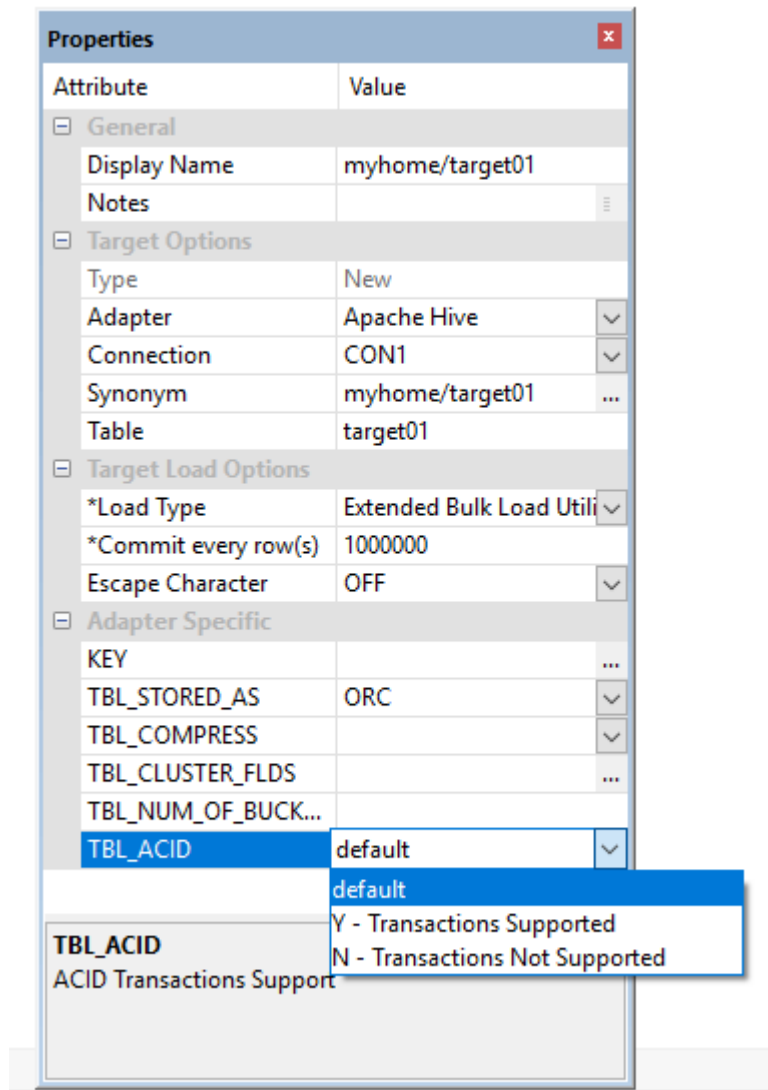 Properties x
Attribute Value
General
Display Name myhome/target01
Notes
Target Options
Type New
Adapter Apache Hive
Connection CON1
Synonym myhome/target01 ...
Table target01
Target Load Options
*Load Type Extended Bulk Load Utili
*Commit every row(s) 1000000
Escape Character OFF
Adapter Specific
KEY ...
TBL_STORED_AS ORC
TBL_COMPRESS
TBL_CLUSTER_FLDS ...
TBL_NUM_OF_BUCK...
TBL_ACID default
default
Y - Transactions Supported
N - Transactions Not Supported
TBL_ACID
ACID Transactions Support